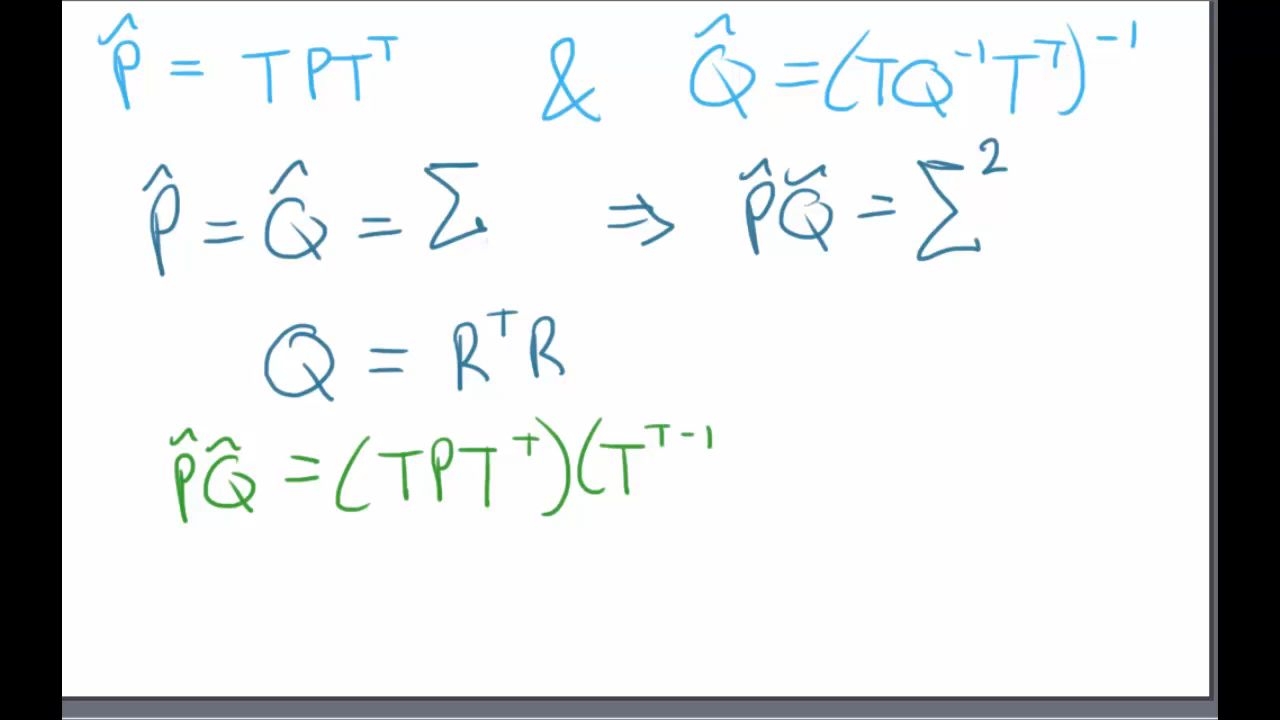 P̂ = TPTᵀ & Q̂ = (TQ⁻¹Tᵀ)⁻¹
P̂ = Q̂ = Σ ⇒ P̂Q̂ = Σ²
Q = RᵀR
P̂Q̂ = (TPTᵀ)(Tᵀ⁻¹